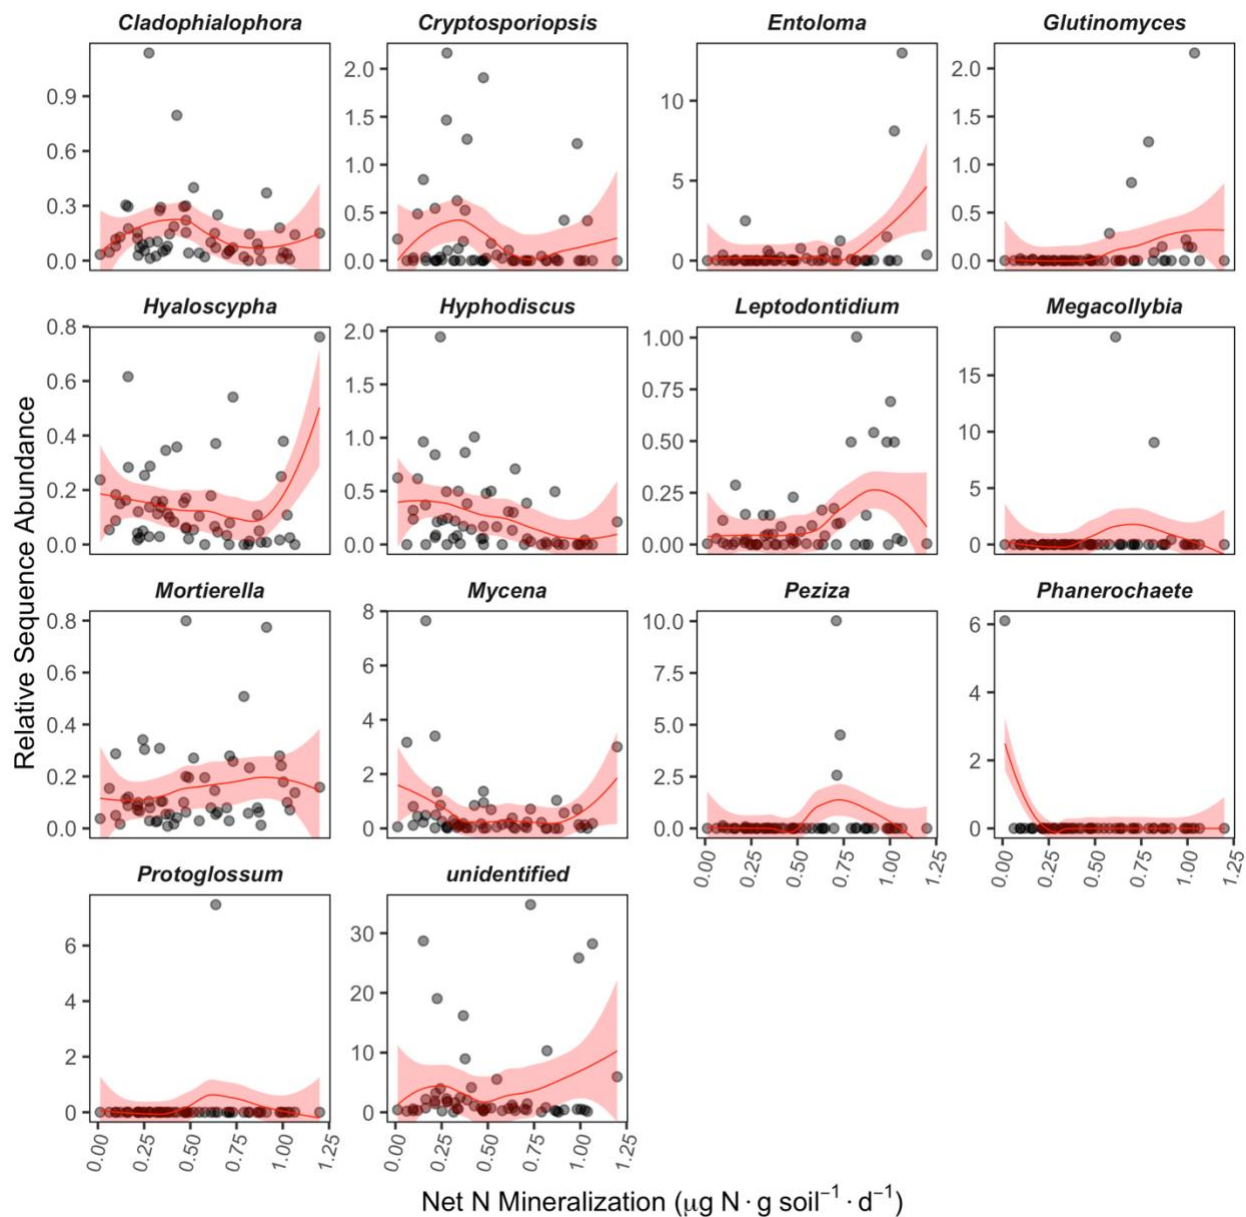 Cladophialophora Cryptosporiopsis Entoloma Glutinomyces
0.9 0.6 0.3 0.0
2.0 1.5 1.0 0.5 0.0
10 5 0
2.0 1.5 1.0 0.5 0.0
Hyaloscypha Hyphodiscus Leptodontidium Megacollybia
0.8 0.6 0.4 0.2 0.0
2.0 1.5 1.0 0.5 0.0
1.00 0.75 0.50 0.25 0.00
15 10 5 0
Relative Sequence Abundance
Mortierella Mycena Peziza Phanerochaete
0.8 0.6 0.4 0.2 0.0
8 6 4 2 0
10.0 7.5 5.0 2.5 0.0
6 4 2 0
0.00 0.25 0.50 0.75 1.00 1.25
0.00 0.25 0.50 0.75 1.00 1.25
Protoglossum unidentified
6 4 2 0
30 20 10 0
0.00 0.25 0.50 0.75 1.00 1.25
0.00 0.25 0.50 0.75 1.00 1.25
Net N Mineralization (μg N · g soil⁻¹ · d⁻¹)